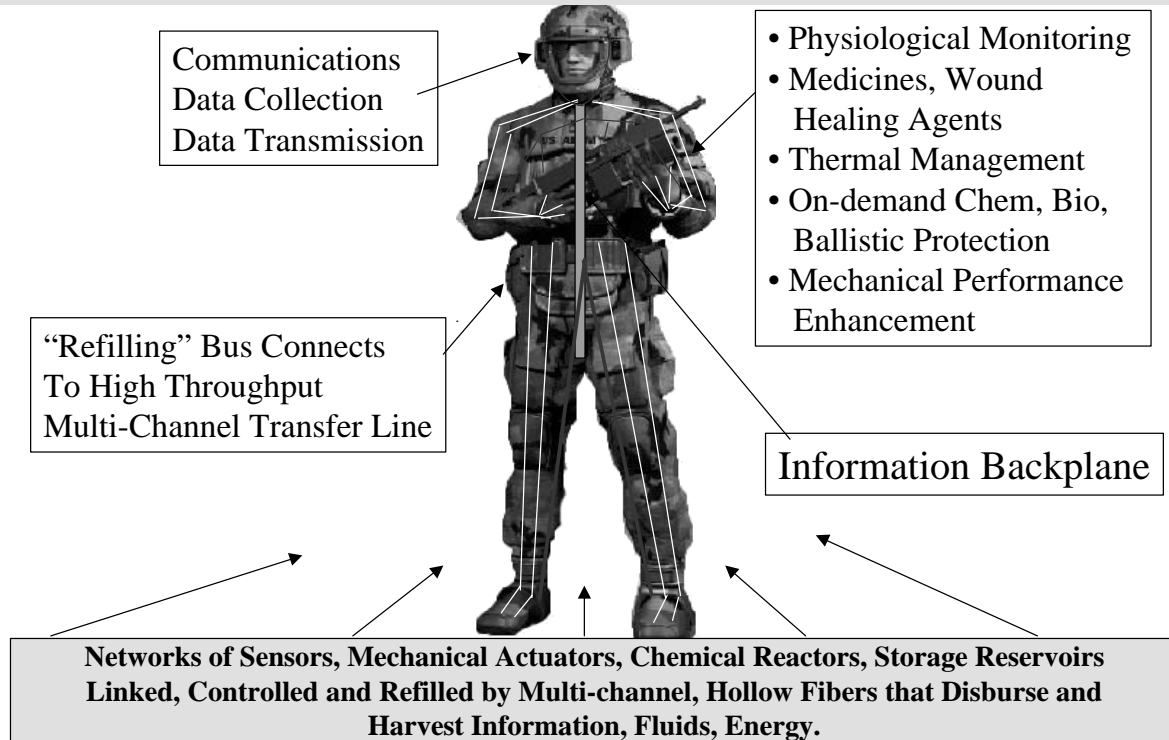 Communications
Data Collection
Data Transmission
• Physiological Monitoring
• Medicines, Wound
Healing Agents
• Thermal Management
• On-demand Chem, Bio,
Ballistic Protection
• Mechanical Performance
Enhancement
“Refilling” Bus Connects
To High Throughput
Multi-Channel Transfer Line
Information Backplane
Networks of Sensors, Mechanical Actuators, Chemical Reactors, Storage Reservoirs
Linked, Controlled and Refilled by Multi-channel, Hollow Fibers that Disburse and
Harvest Information, Fluids, Energy.